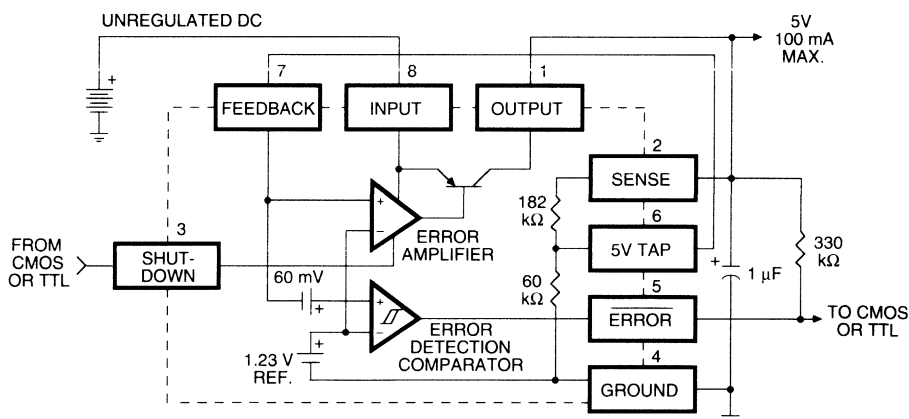 UNREGULATED DC
5V
100 mA
MAX.
7
8
1
FEEDBACK
INPUT
OUTPUT
2
SENSE
182
kΩ
6
5V TAP
330
kΩ
3
FROM
CMOS
OR TTL
SHUT-
DOWN
ERROR
AMPLIFIER
60 mV
60
kΩ
1 µF
5
ERROR
TO CMOS
OR TTL
ERROR
DETECTION
COMPARATOR
1.23 V
REF.
4
GROUND